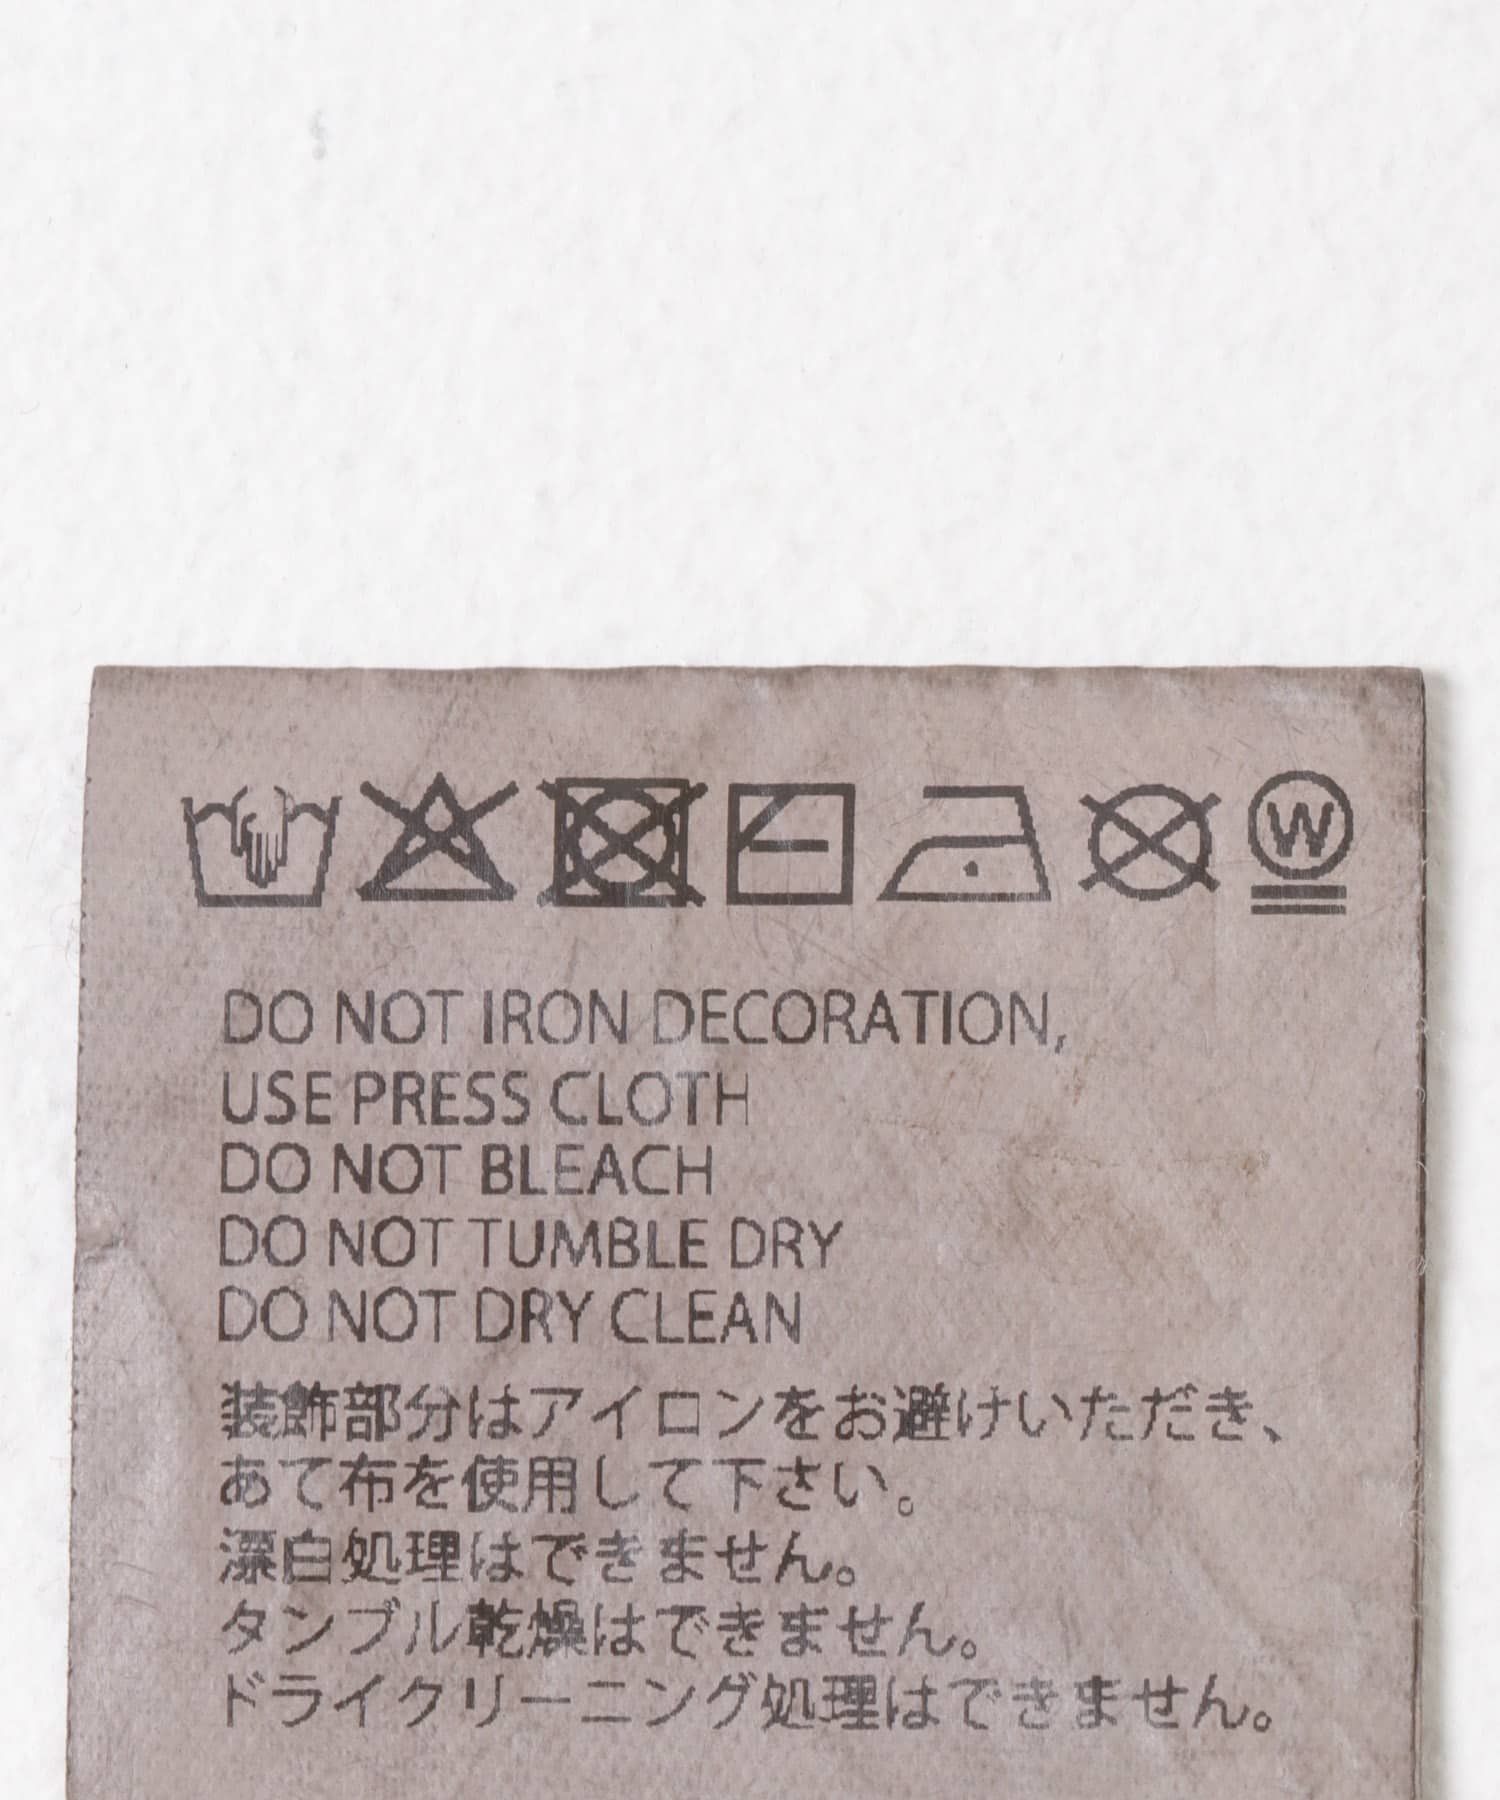 W
DO NOT IRON DECORATION,
USE PRESS CLOTH
DO NOT BLEACH
DO NOT TUMBLE DRY
DO NOT DRY CLEAN
装飾部分はアイロンをお避けいただき、
あて布を使用して下さい。
漂白処理はできません。
タンブル乾燥はできません。
ドライクリーニング処理はできません。